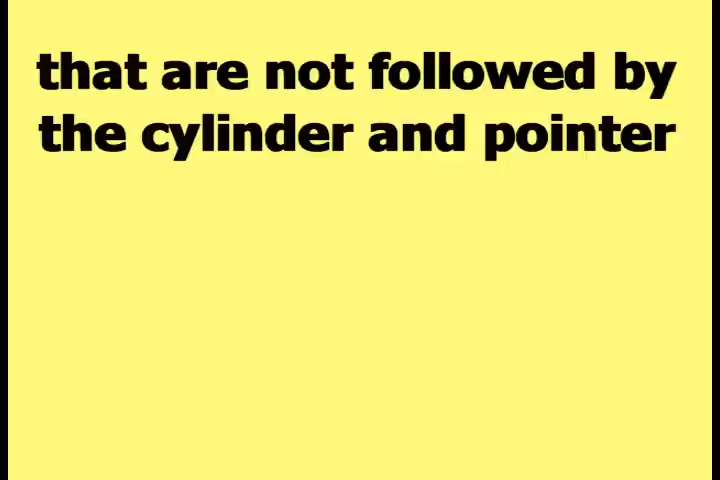 that are not followed by
the cylinder and pointer